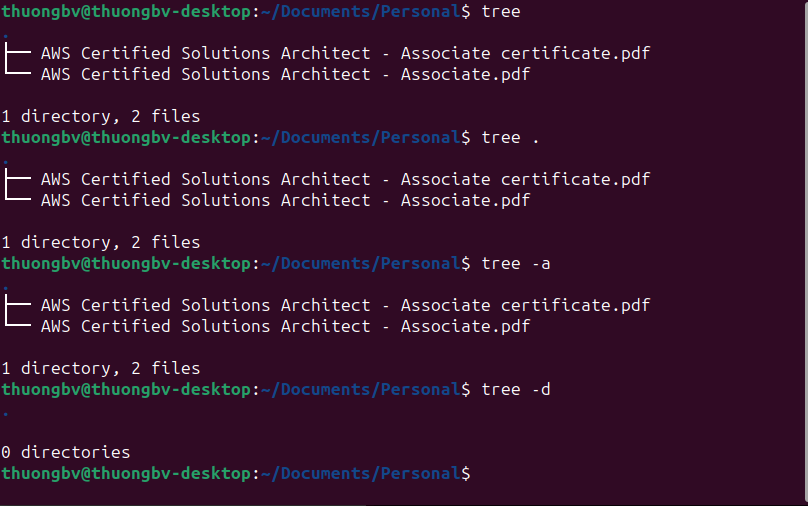 thuongbv@thuongbv-desktop:~/Documents/Personal$ tree
.
├── AWS Certified Solutions Architect - Associate certificate.pdf
└── AWS Certified Solutions Architect - Associate.pdf
1 directory, 2 files
thuongbv@thuongbv-desktop:~/Documents/Personal$ tree .
.
├── AWS Certified Solutions Architect - Associate certificate.pdf
└── AWS Certified Solutions Architect - Associate.pdf
1 directory, 2 files
thuongbv@thuongbv-desktop:~/Documents/Personal$ tree -a
.
├── AWS Certified Solutions Architect - Associate certificate.pdf
└── AWS Certified Solutions Architect - Associate.pdf
1 directory, 2 files
thuongbv@thuongbv-desktop:~/Documents/Personal$ tree -d
.
0 directories
thuongbv@thuongbv-desktop:~/Documents/Personal$